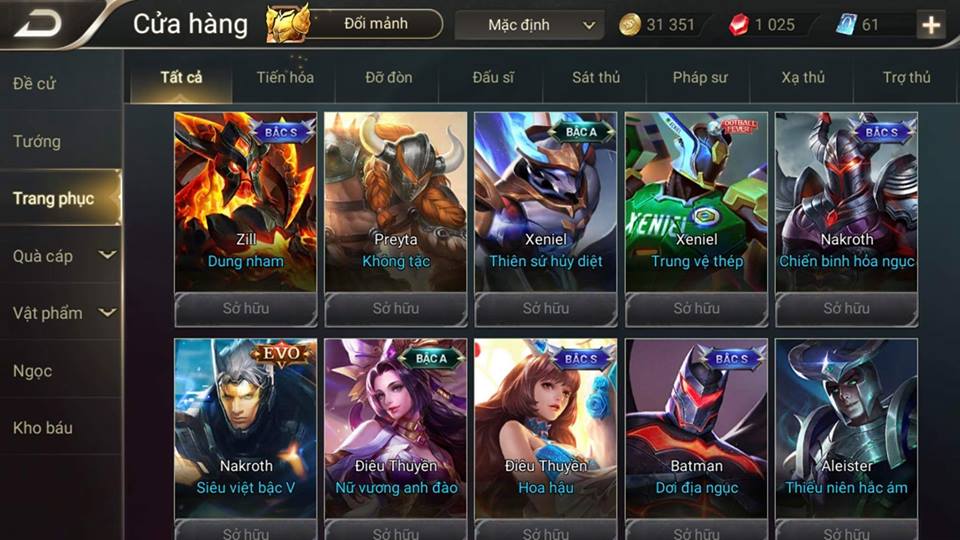 Cửa hàng
Đổi mảnh
Mặc định
31 351
1 025
61
Đề cử
Tướng
Trang phục
Quà cáp
Vật phẩm
Ngọc
Kho báu
Tất cả
Tiến hóa
Đỡ đòn
Đấu sĩ
Sát thủ
Pháp sư
Xạ thủ
Trợ thủ
BẬC S
Zill
Dung nham
Sở hữu
Preyta
Không tặc
Sở hữu
BẬC A
Xeniel
Thiên sứ hủy diệt
Sở hữu
FOOTBALL
FEVER
XENIEL
Xeniel
Trung vệ thép
Sở hữu
BẬC S
Nakroth
Chiến binh hỏa ngục
Sở hữu
EVO
V
Nakroth
Siêu việt bậc V
Sở hữu
BẬC A
Điêu Thuyền
Nữ vương anh đào
Sở hữu
BẬC S
Điêu Thuyền
Hoa hậu
Sở hữu
BẬC S
Batman
Dơi địa ngục
Sở hữu
Aleister
Thiếu niên hắc ám
Sở hữu